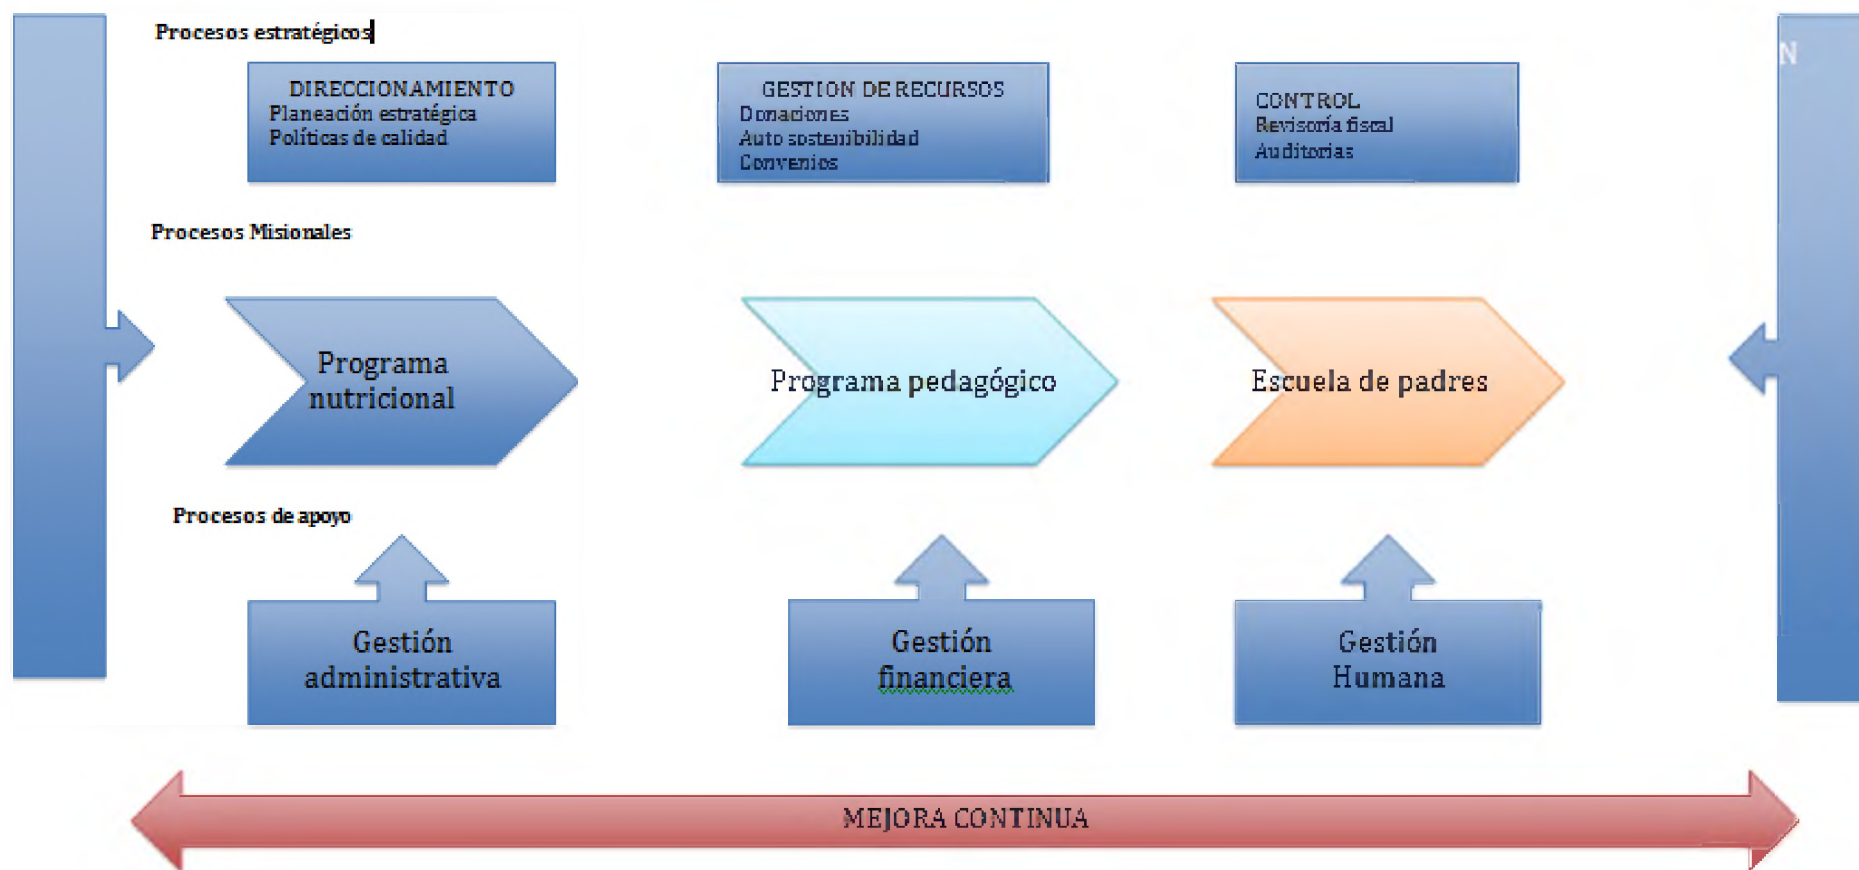 Procesos estratégicos
N
DIRECCIONAMIENTO
Planeación estratégica
Políticas de calidad
GESTION DE RECURSOS
Donaciones
Auto sostenibilidad
Convenios
CONTROL
Revisoría fiscal
Auditorias
Procesos Misionales
Programa
nutricional
Programa pedagógico
Escuela de padres
Procesos de apoyo
Gestión
administrativa
Gestión
financiera
Gestión
Humana
MEJORA CONTINUA